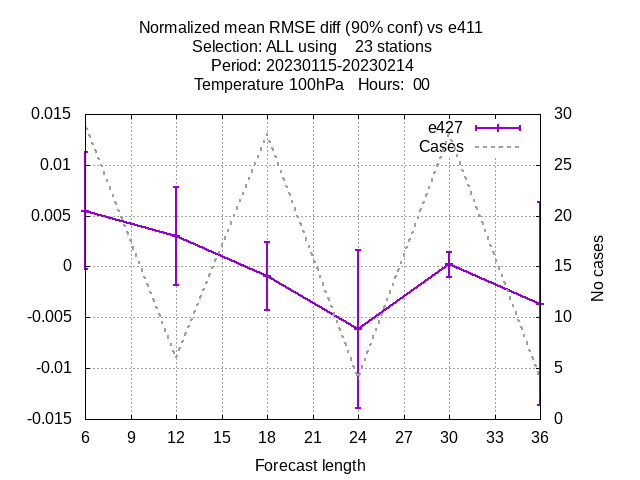 Normalized mean RMSE diff (90% conf) vs e411
Selection: ALL using    23 stations
Period: 20230115-20230214
Temperature 100hPa   Hours:  00
0.015
0.01
0.005
0
-0.005
-0.01
-0.015
e427
Cases
30
25
20
15
10
5
0
No cases
6 9 12 15 18 21 24 27 30 33 36
Forecast length